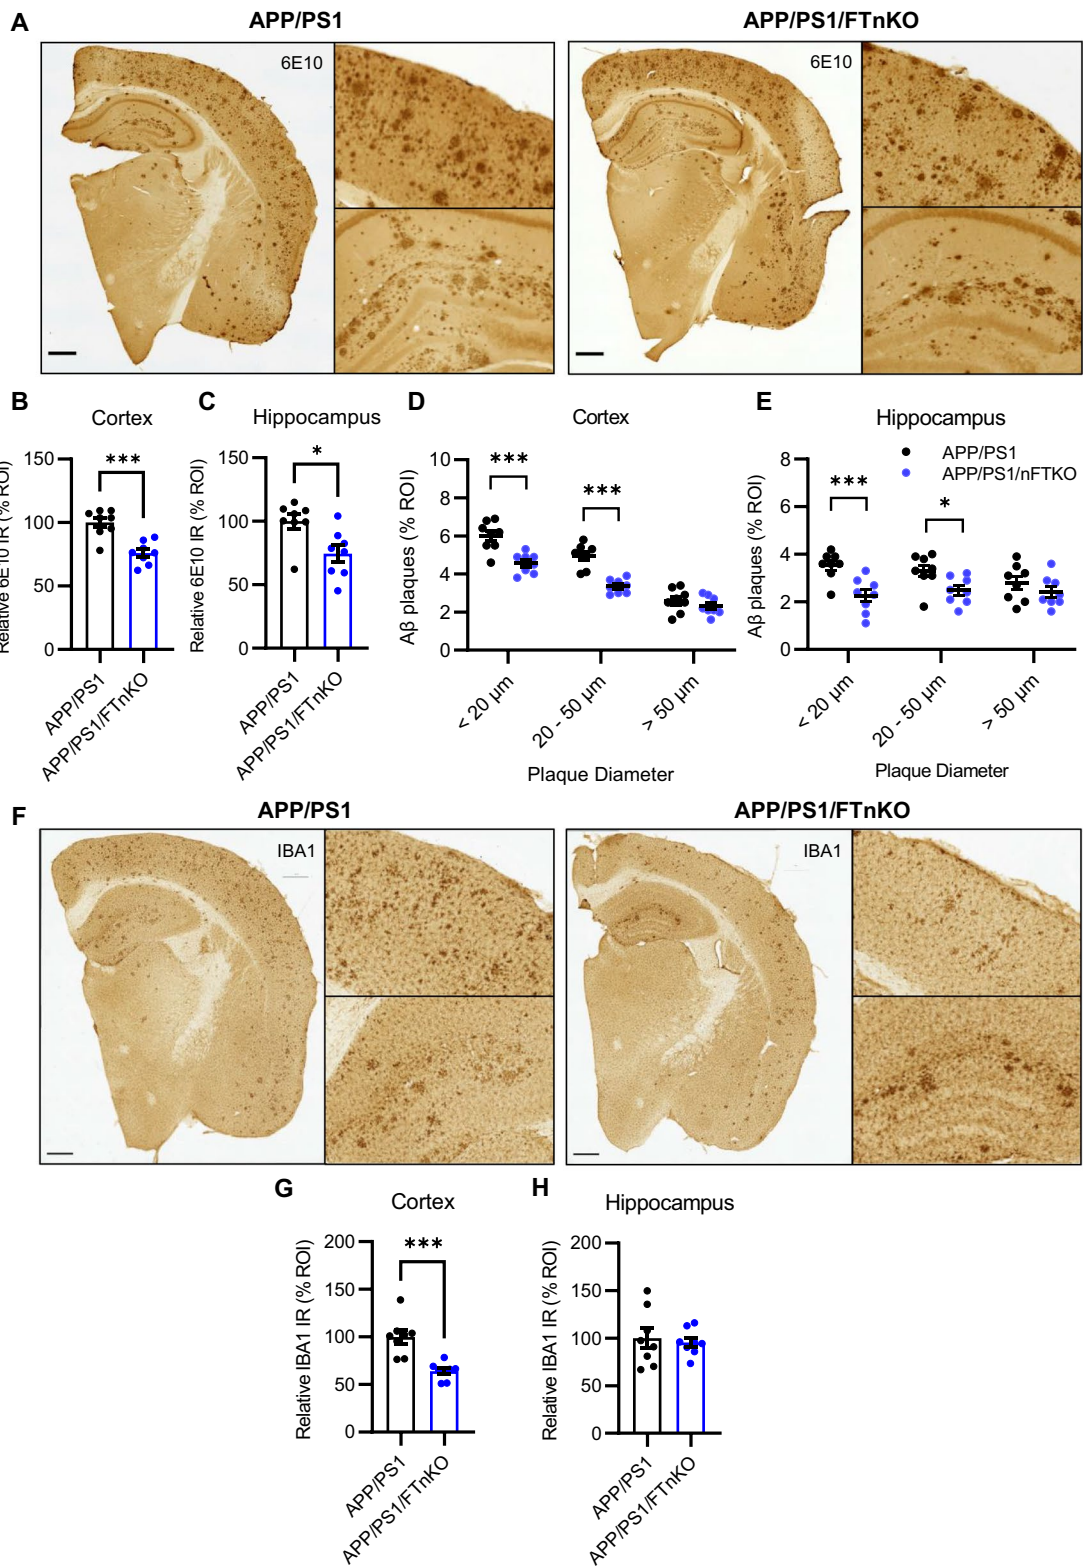 A
APP/PS1
APP/PS1/FTnKO
6E10
6E10
B
Cortex
Relative 6E10 IR (% ROI)
150
100
50
0
***
APP/PS1
APP/PS1/FTnKO
C
Hippocampus
Relative 6E10 IR (% ROI)
150
100
50
0
*
APP/PS1
APP/PS1/FTnKO
D
Cortex
Aβ plaques (% ROI)
10
8
6
4
2
0
***
***
< 20 μm
20 - 50 μm
> 50 μm
Plaque Diameter
E
Hippocampus
APP/PS1
APP/PS1/nFTKO
Aβ plaques (% ROI)
8
6
4
2
0
***
*
< 20 μm
20 - 50 μm
> 50 μm
Plaque Diameter
F
APP/PS1
APP/PS1/FTnKO
IBA1
IBA1
G
Cortex
Relative IBA1 IR (% ROI)
200
150
100
50
0
***
APP/PS1
APP/PS1/FTnKO
H
Hippocampus
Relative IBA1 IR (% ROI)
200
150
100
50
0
APP/PS1
APP/PS1/FTnKO